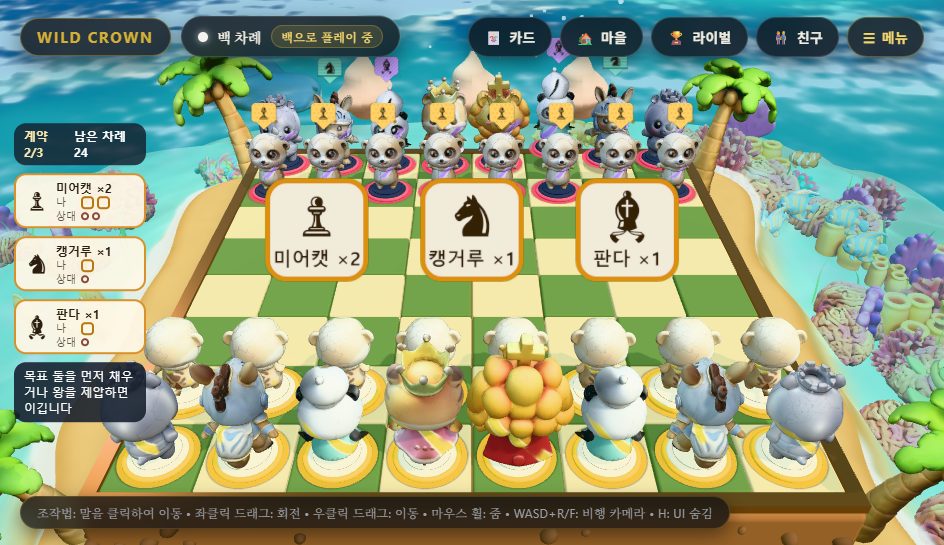 WILD CROWN
백 차례
백으로 플레이 중
카드
마을
라이벌
친구
☰ 메뉴
계약
남은 차례
2/3
24
미어캣 ×2
나
상대
캥거루 ×1
나
상대
판다 ×1
나
상대
목표 둘을 먼저 채우
거나 왕을 제압하면
이깁니다
미어캣 ×2
캥거루 ×1
판다 ×1
조작법: 말을 클릭하여 이동 • 좌클릭 드래그: 회전 • 우클릭 드래그: 이동 • 마우스 휠: 줌 • WASD+R/F: 비행 카메라 • H: UI 숨김